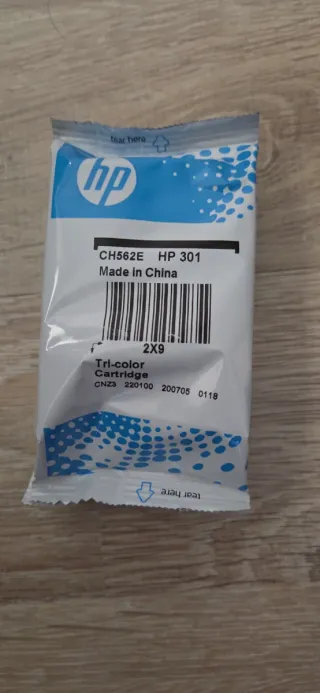 tear here
hp
CH562E HP 301
Made in China
2X9
Tri-color
Cartridge
CNZ3 220100 200705 0118
tear here